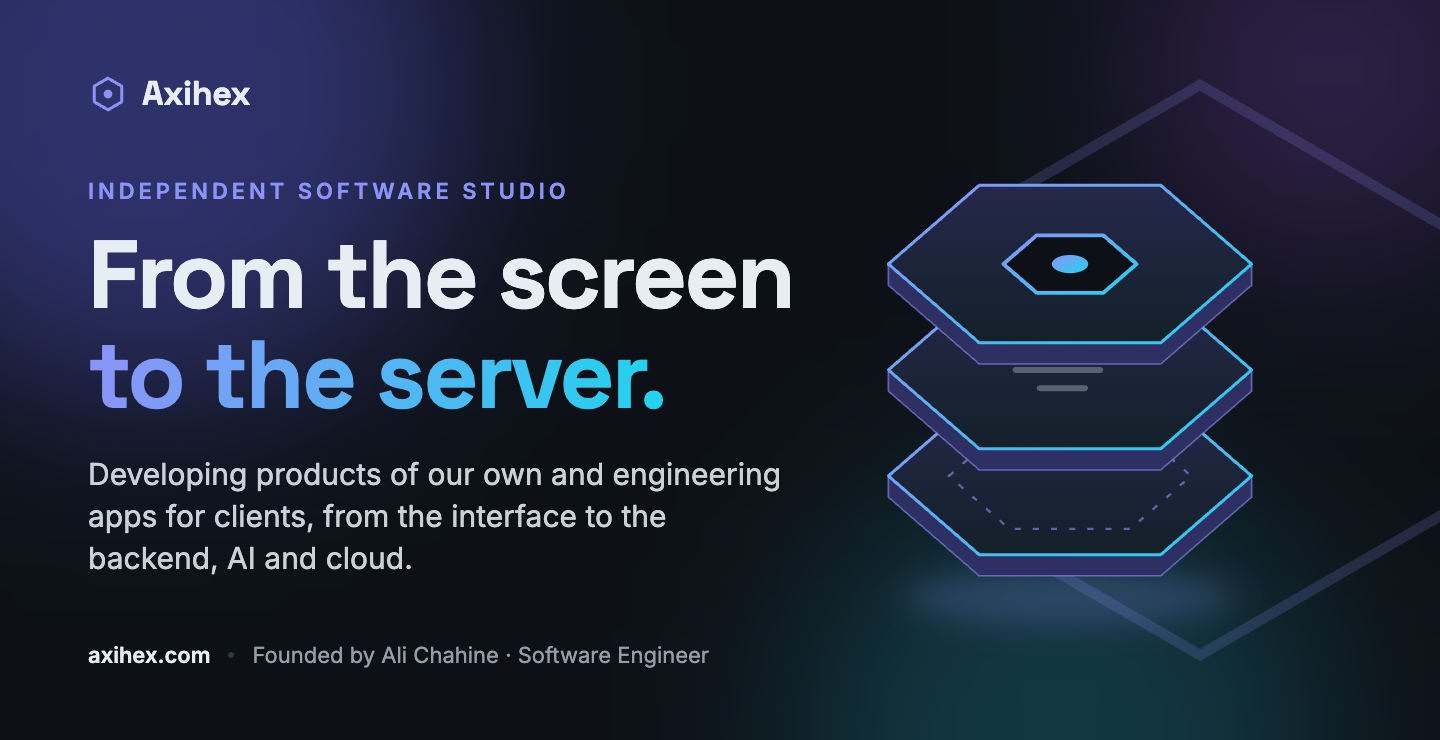 Axihex
INDEPENDENT SOFTWARE STUDIO
From the screen
to the server.
Developing products of our own and engineering
apps for clients, from the interface to the
backend, AI and cloud.
axihex.com • Founded by Ali Chahine · Software Engineer